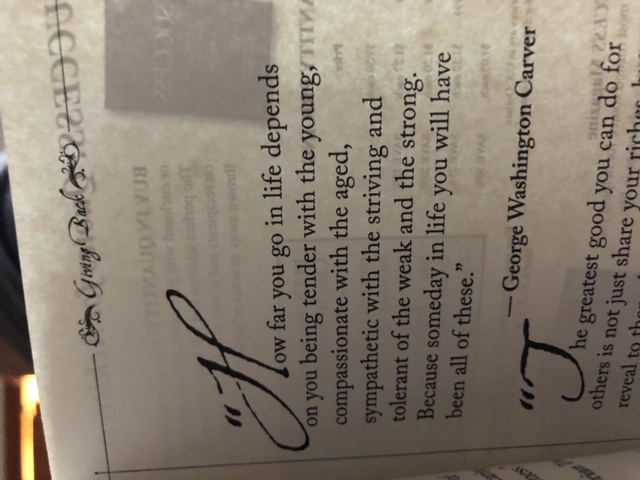 Giving Back
"How far you go in life depends
on you being tender with the young,
compassionate with the aged,
sympathetic with the striving and
tolerant of the weak and the strong.
Because someday in life you will have
been all of these."
—George Washington Carver
"The greatest good you can do for
others is not just share your riches,
reveal to